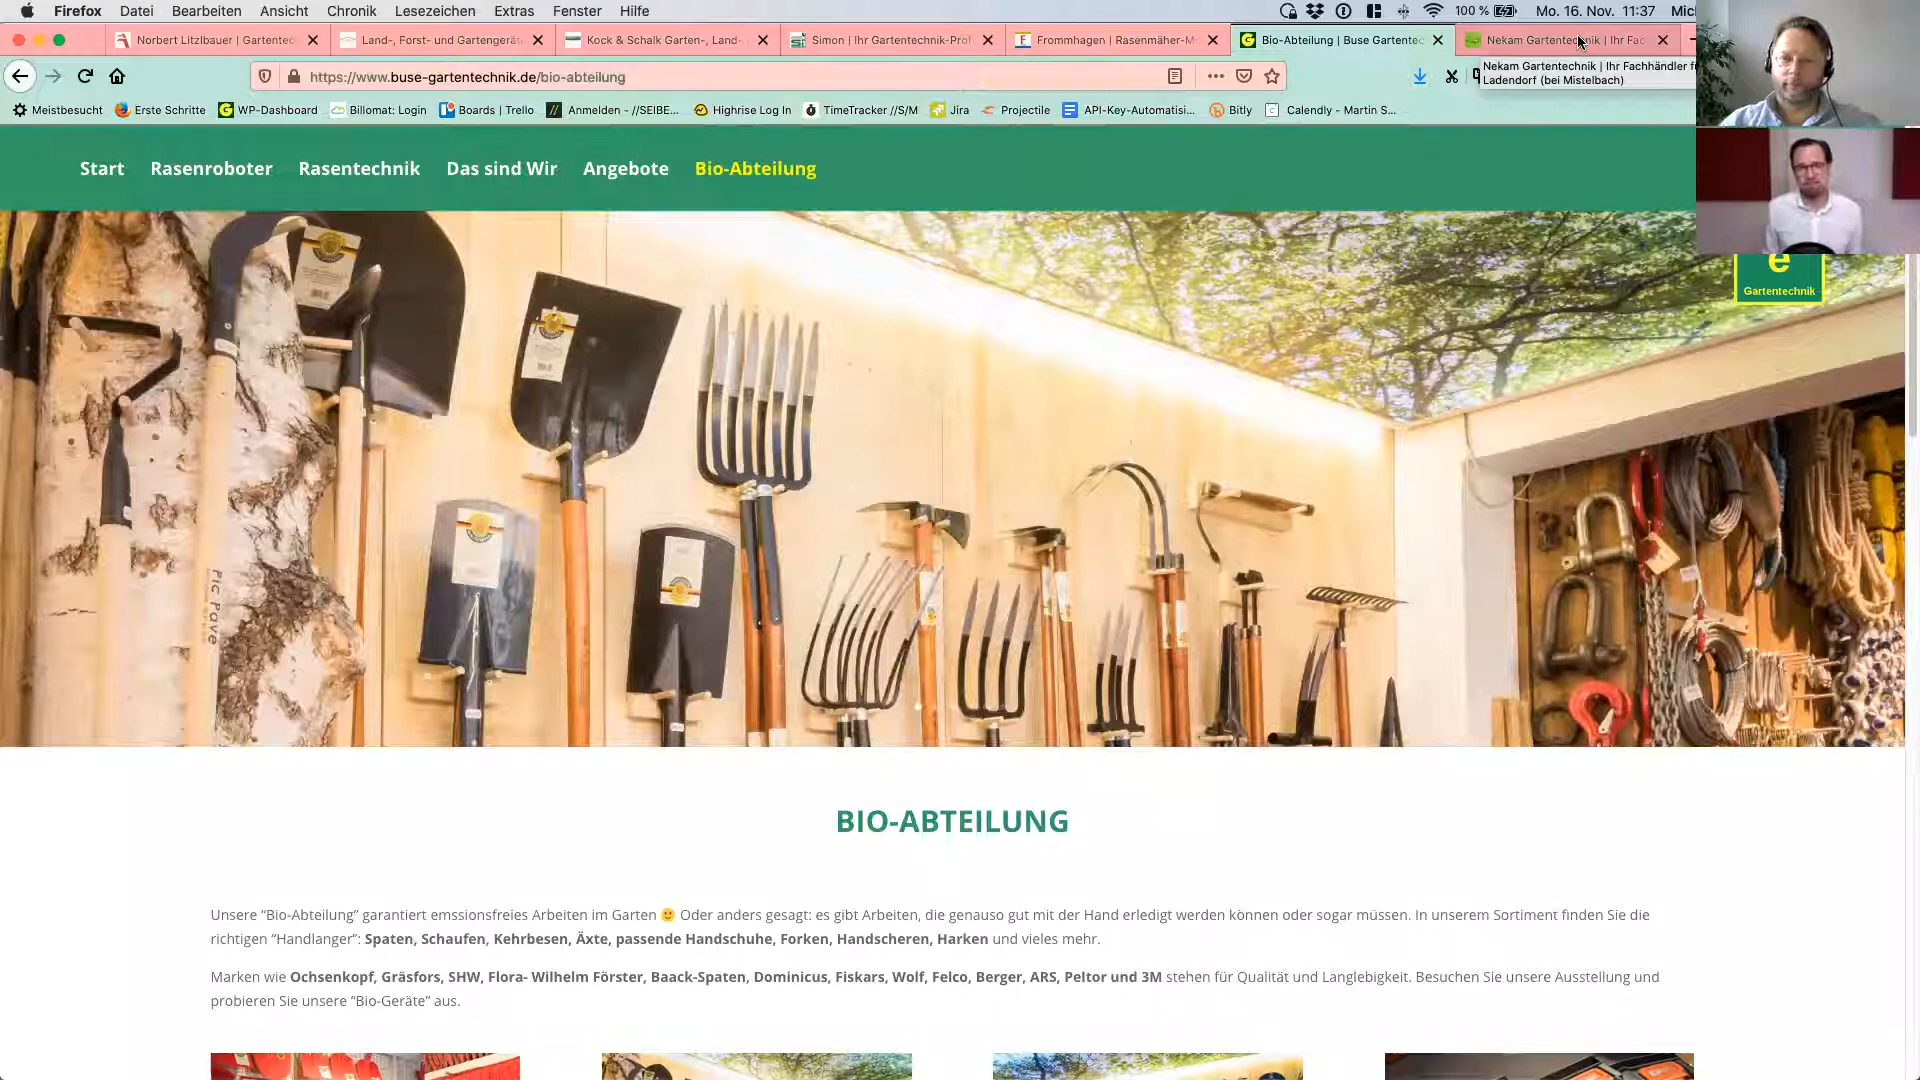 Firefox Datei Bearbeiten Ansicht Chronik Lesezeichen Extras Fenster Hilfe 100 % Mo. 16. Nov. 11:37 Micl
Norbert Litzlbauer | Gartentec Land-, Forst- und Gartengerät Kock & Schalk Garten-, Land- Simon | Ihr Gartentechnik-Prof Frommhagen | Rasenmäher-M Bio-Abteilung | Buse Gartentec Nekam Gartentechnik | Ihr Fac
https://www.buse-gartentechnik.de/bio-abteilung
Nekam Gartentechnik | Ihr Fachhändler f
Ladendorf (bei Mistelbach)
Meistbesucht Erste Schritte WP-Dashboard Billomat: Login Boards | Trello Anmelden - //SEIBE... Highrise Log In TimeTracker //S/M Jira Projectile API-Key-Automatisi... Bitly Calendly - Martin S...
Start Rasenroboter Rasentechnik Das sind Wir Angebote Bio-Abteilung
e
Gartentechnik
BIO-ABTEILUNG
Unsere “Bio-Abteilung” garantiert emssionsfreies Arbeiten im Garten 🙂 Oder anders gesagt: es gibt Arbeiten, die genauso gut mit der Hand erledigt werden können oder sogar müssen. In unserem Sortiment finden Sie die
richtigen “Handlanger”: Spaten, Schaufen, Kehrbesen, Äxte, passende Handschuhe, Forken, Handscheren, Harken und vieles mehr.
Marken wie Ochsenkopf, Gräsfors, SHW, Flora- Wilhelm Förster, Baack-Spaten, Dominicus, Fiskars, Wolf, Felco, Berger, ARS, Peltor und 3M stehen für Qualität und Langlebigkeit. Besuchen Sie unsere Ausstellung und
probieren Sie unsere “Bio-Geräte” aus.